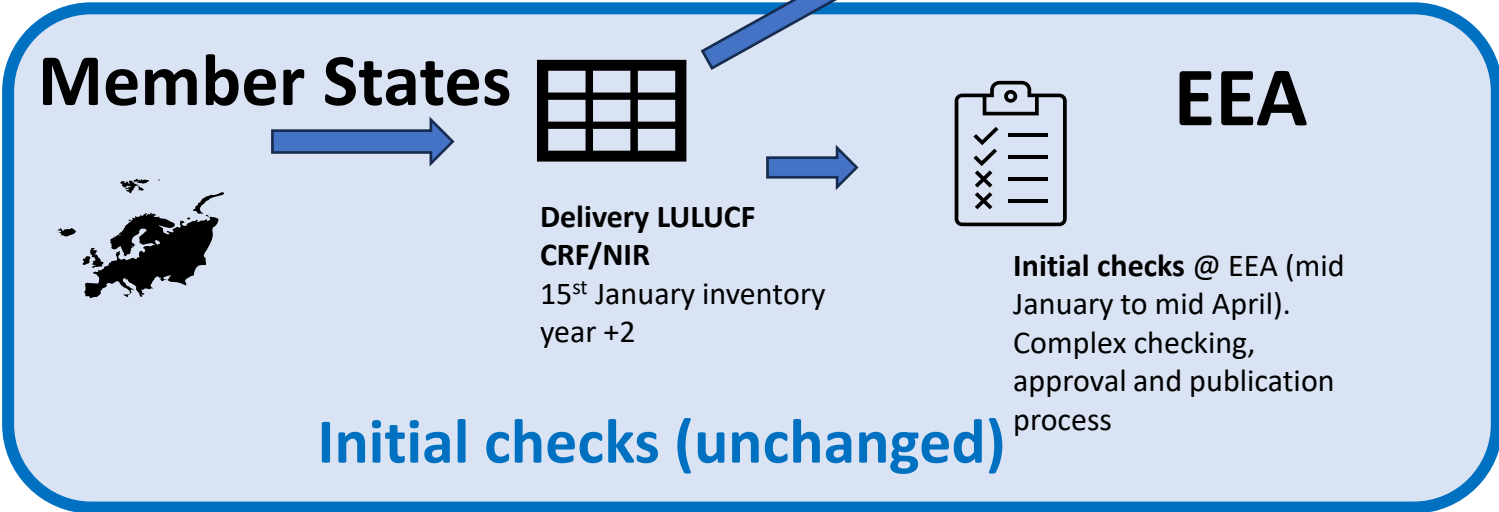 Member States
EEA
Delivery LULUCF
CRF/NIR
15st January inventory
year +2
Initial checks @ EEA (mid
January to mid April).
Complex checking,
approval and publication
process
Initial checks (unchanged)